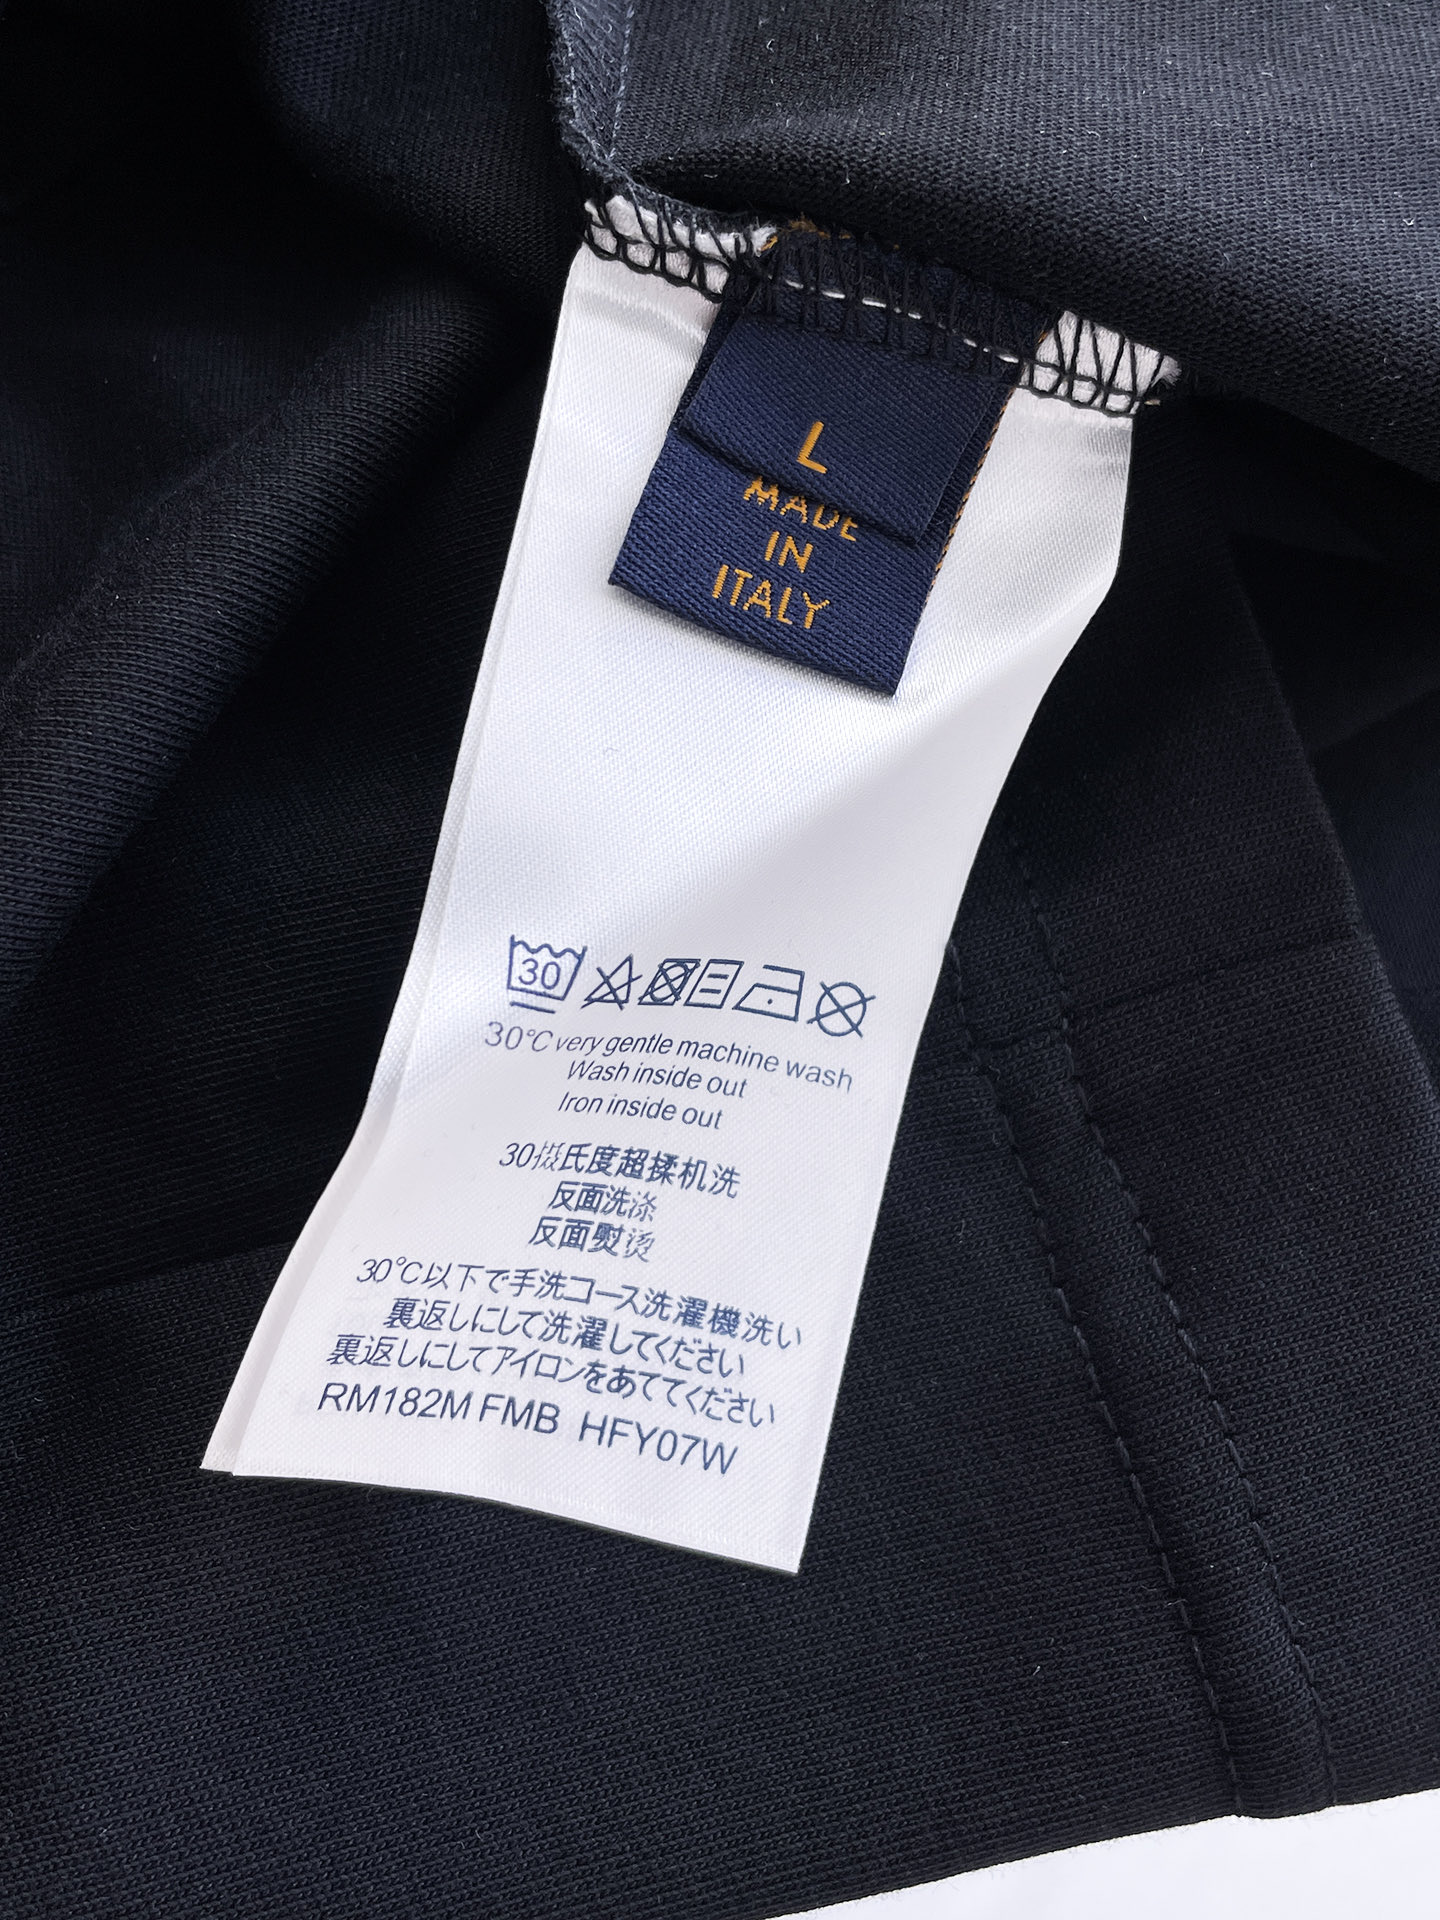 L
MADE
IN
ITALY
30
30°C very gentle machine wash
Wash inside out
Iron inside out
30摄氏度超揉机洗
反面洗涤
反面熨烫
30°C以下で手洗コース洗濯機洗い
裏返しにして洗濯してください
裏返しにしてアイロンをあててください
RM182M FMB HFY07W